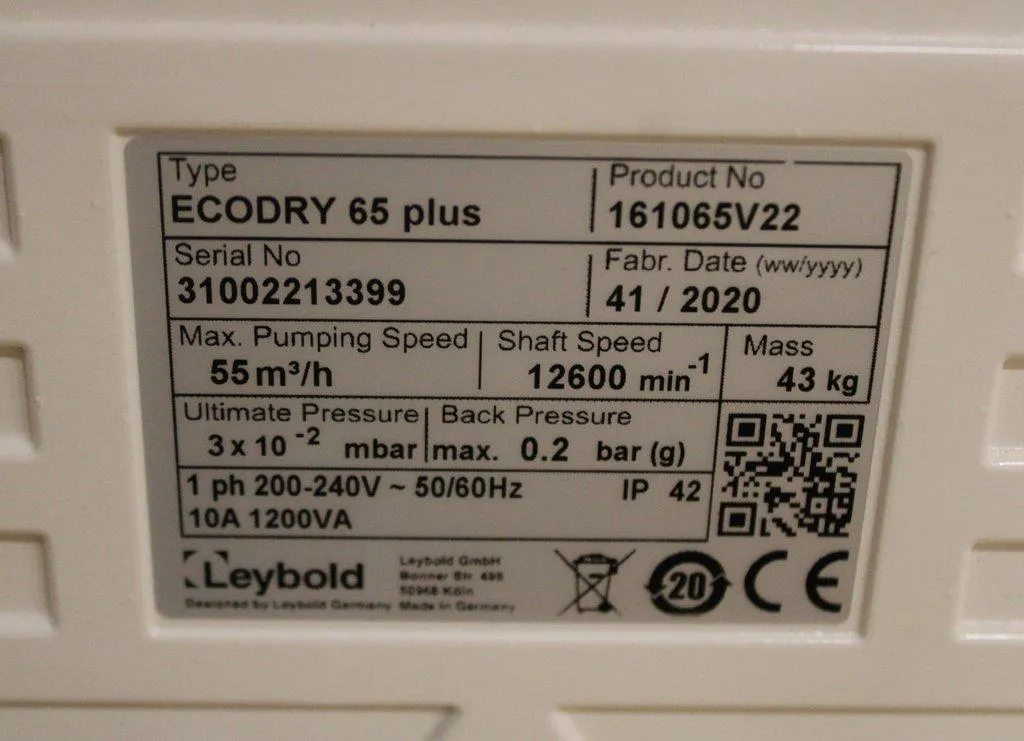 Type
ECODRY 65 plus
Product No
161065V22
Serial No
31002213399
Fabr. Date (ww/yyyy)
41 / 2020
Max. Pumping Speed
55 m³/h
Shaft Speed
12600 min⁻¹
Mass
43 kg
Ultimate Pressure
3 x 10⁻² mbar
Back Pressure
max. 0.2 bar (g)
1 ph 200-240V ~ 50/60Hz IP 42
10A 1200VA
Leybold
Designed by Leybold Germany
Leybold GmbH
Bonner Str. 498
50968 Köln
Made in Germany
20
CE